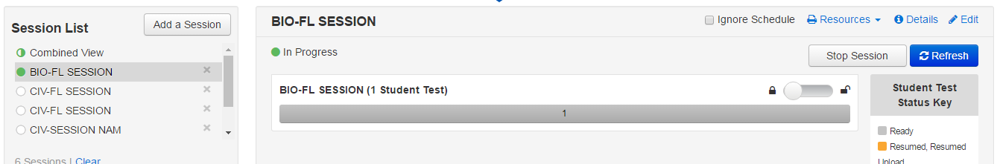 Session List
Add a Session
Combined View
BIO-FL SESSION
CIV-FL SESSION
CIV-FL SESSION
CIV-SESSION NAM
6 Sessions | Clear
BIO-FL SESSION
Ignore Schedule
Resources
Details
Edit
In Progress
Stop Session
Refresh
BIO-FL SESSION (1 Student Test)
1
Student Test
Status Key
Ready
Resumed, Resumed
Upload